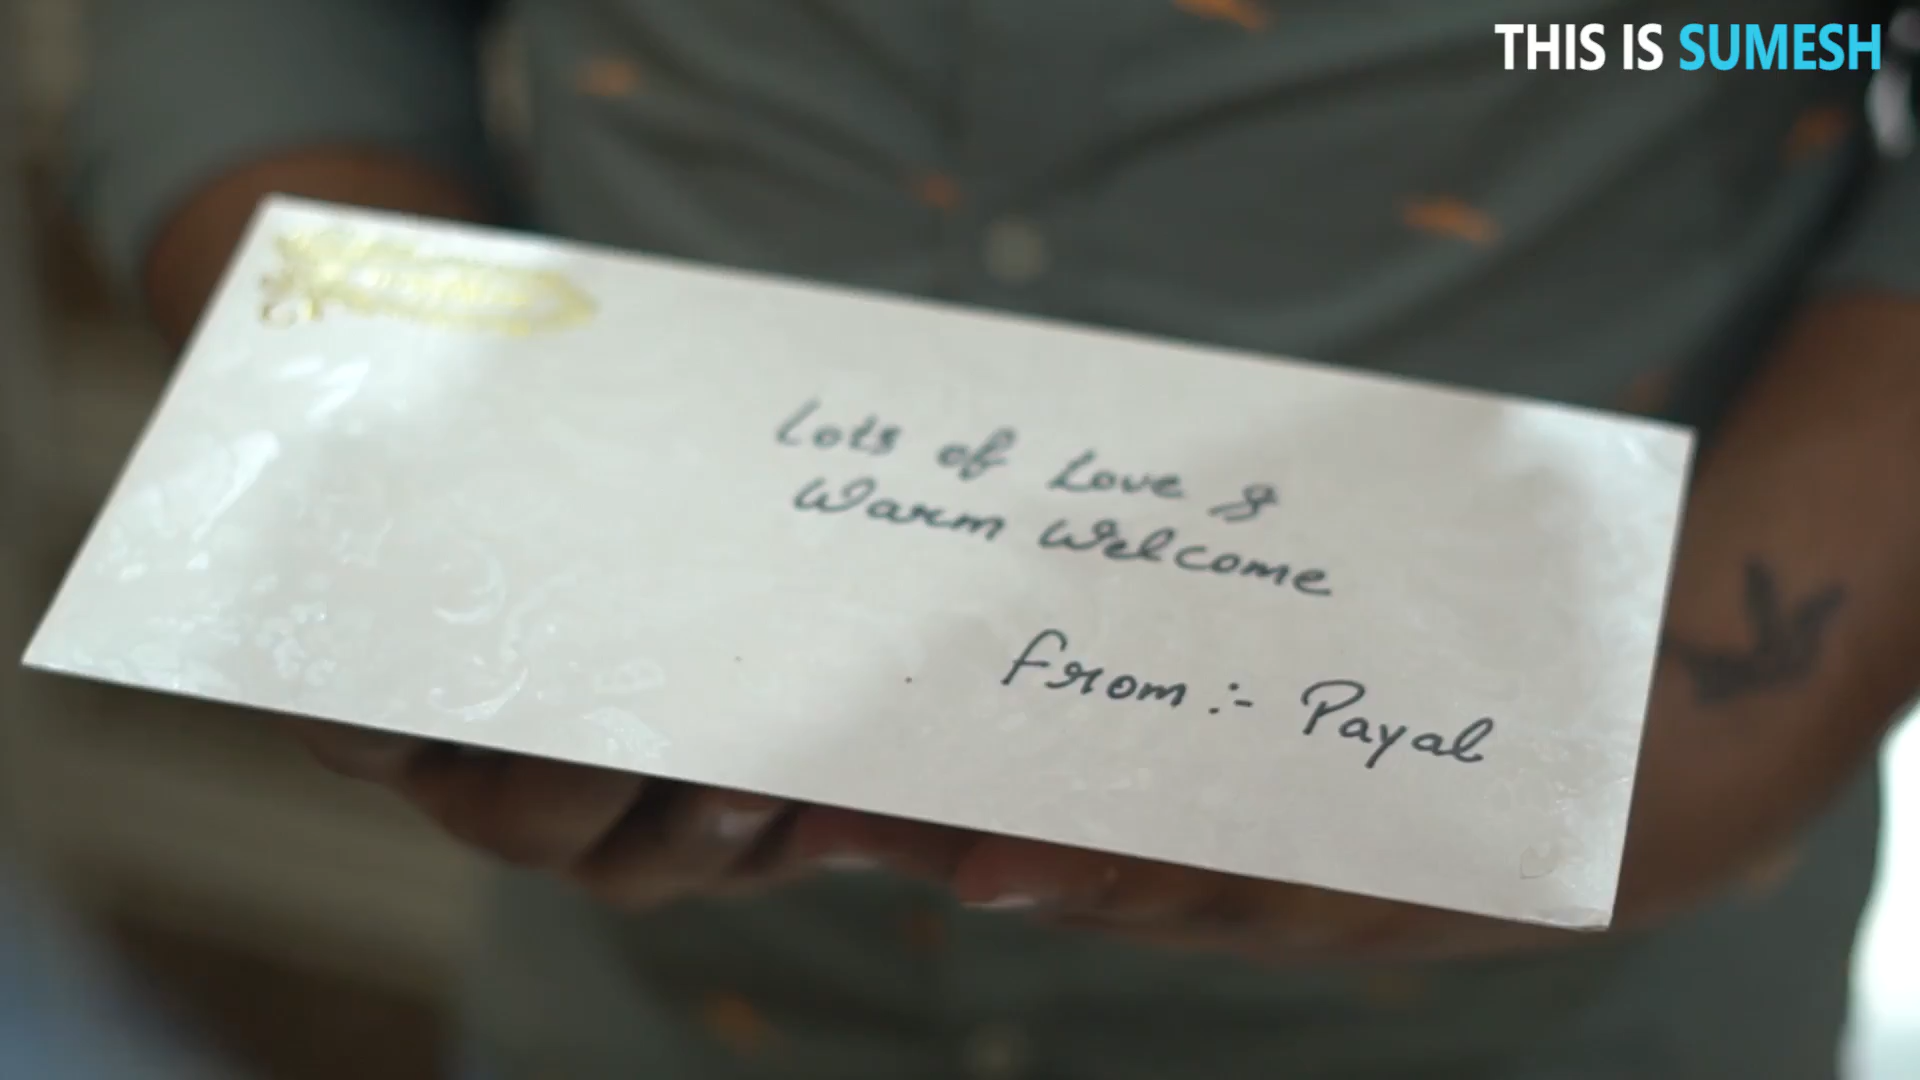 THIS IS SUMESH
Lots of Love &
Warm Welcome
From :- Payal